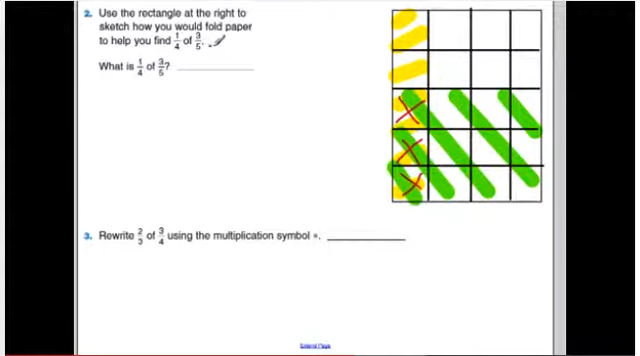 2. Use the rectangle at the right to
sketch how you would fold paper
to help you find 1/4 of 3/5.
What is 1/4 of 3/5? ____________
3. Rewrite 2/3 of 3/4 using the multiplication symbol *. ____________